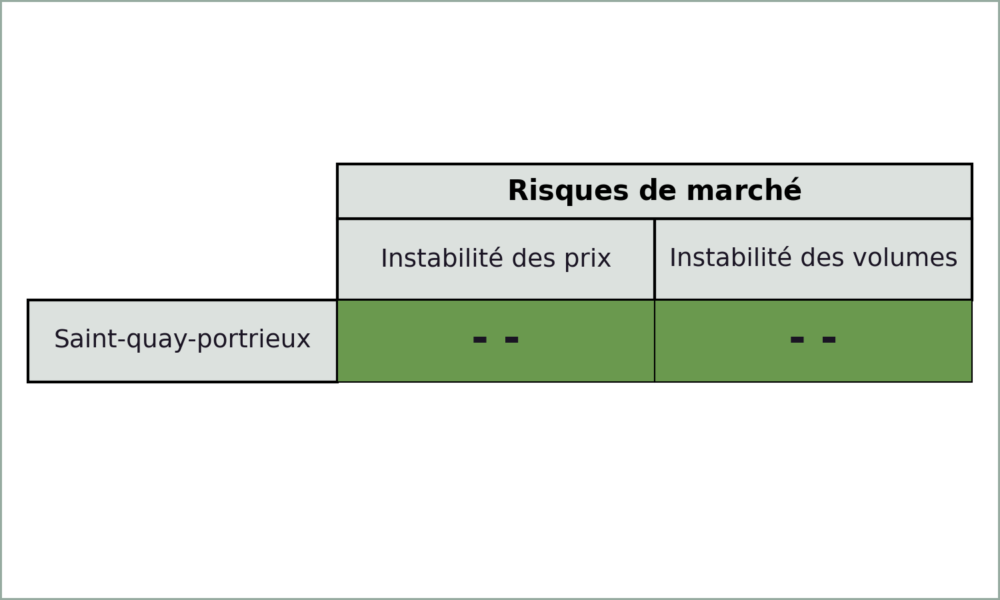 Risques de marché
Instabilité des prix
Instabilité des volumes
Saint-quay-portrieux
- -
- -